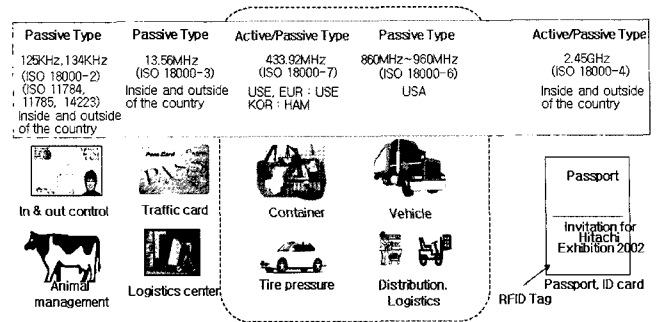 Passive Type
125KHz, 134KHz
(ISO 18000-2)
(ISO 11784,
11785, 14223)
Inside and outside
of the country
Passive Type
13.56MHz
(ISO 18000-3)
Inside and outside
of the country
Active/Passive Type
433.92MHz
(ISO 18000-7)
USE, EUR : USE
KOR : HAM
Passive Type
860MHz~960MHz
(ISO 18000-6)
USA
Active/Passive Type
2.45GHz
(ISO 18000-4)
Inside and outside
of the country
In & out control
Pass Card
PASS
Traffic card
Container
Vehicle
Passport
Invitation for
Hitachi
Exhibition 2002
Animal
management
Logistics center
Tire pressure
Distribution.
Logistics
RFID Tag
Passport, ID card